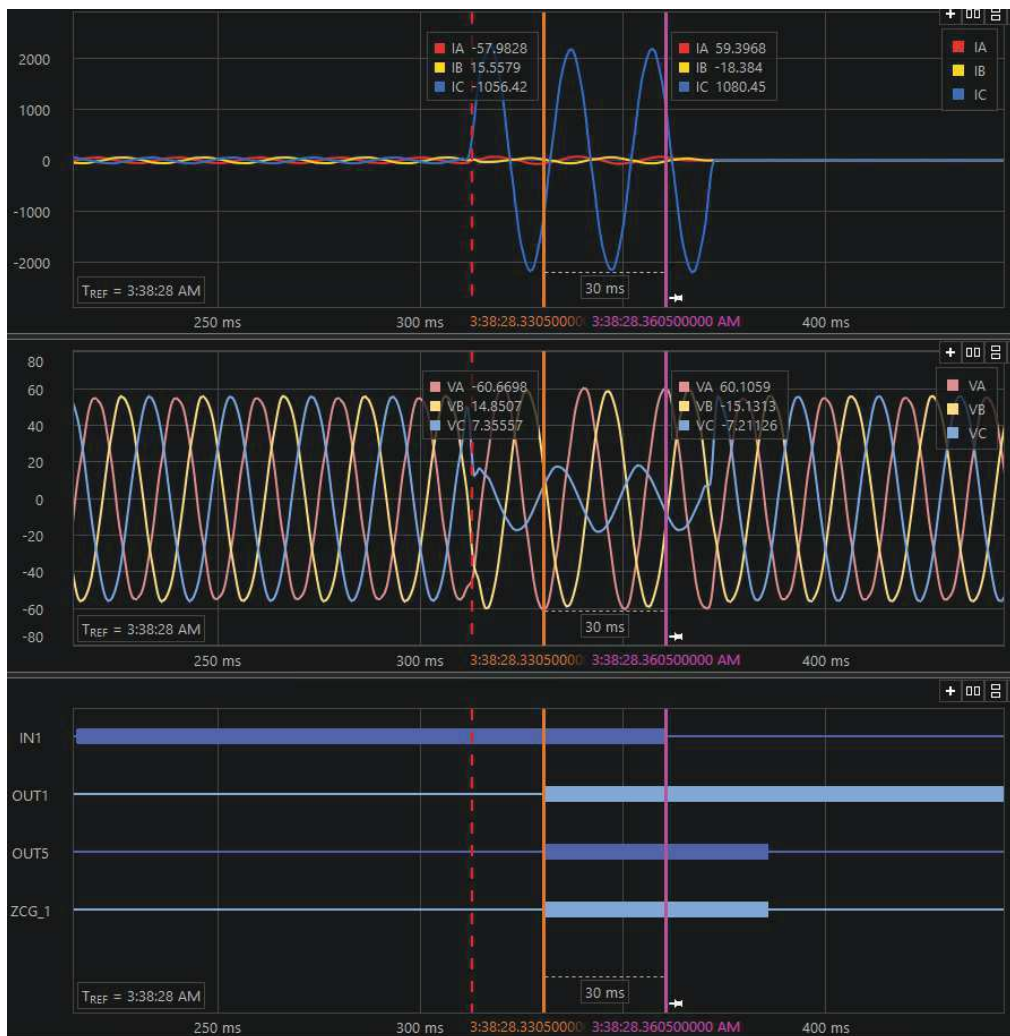 2000
1000
0
-1000
-2000
IA -57.9828
IB 15.5579
IC -1056.42
IA 59.3968
IB -18.384
IC 1080.45
IA
IB
IC
30 ms
TREF = 3:38:28 AM
250 ms
300 ms
3:38:28.33050000
3:38:28.360500000 AM
400 ms
80
60
40
20
0
-20
-40
-60
-80
VA -60.6698
VB 14.8507
VC 7.35557
VA 60.1059
VB -15.1313
VC -7.21126
VA
VB
VC
30 ms
TREF = 3:38:28 AM
250 ms
300 ms
3:38:28.33050000
3:38:28.360500000 AM
400 ms
IN1
OUT1
OUT5
ZCG_1
30 ms
TREF = 3:38:28 AM
250 ms
300 ms
3:38:28.33050000
3:38:28.360500000 AM
400 ms